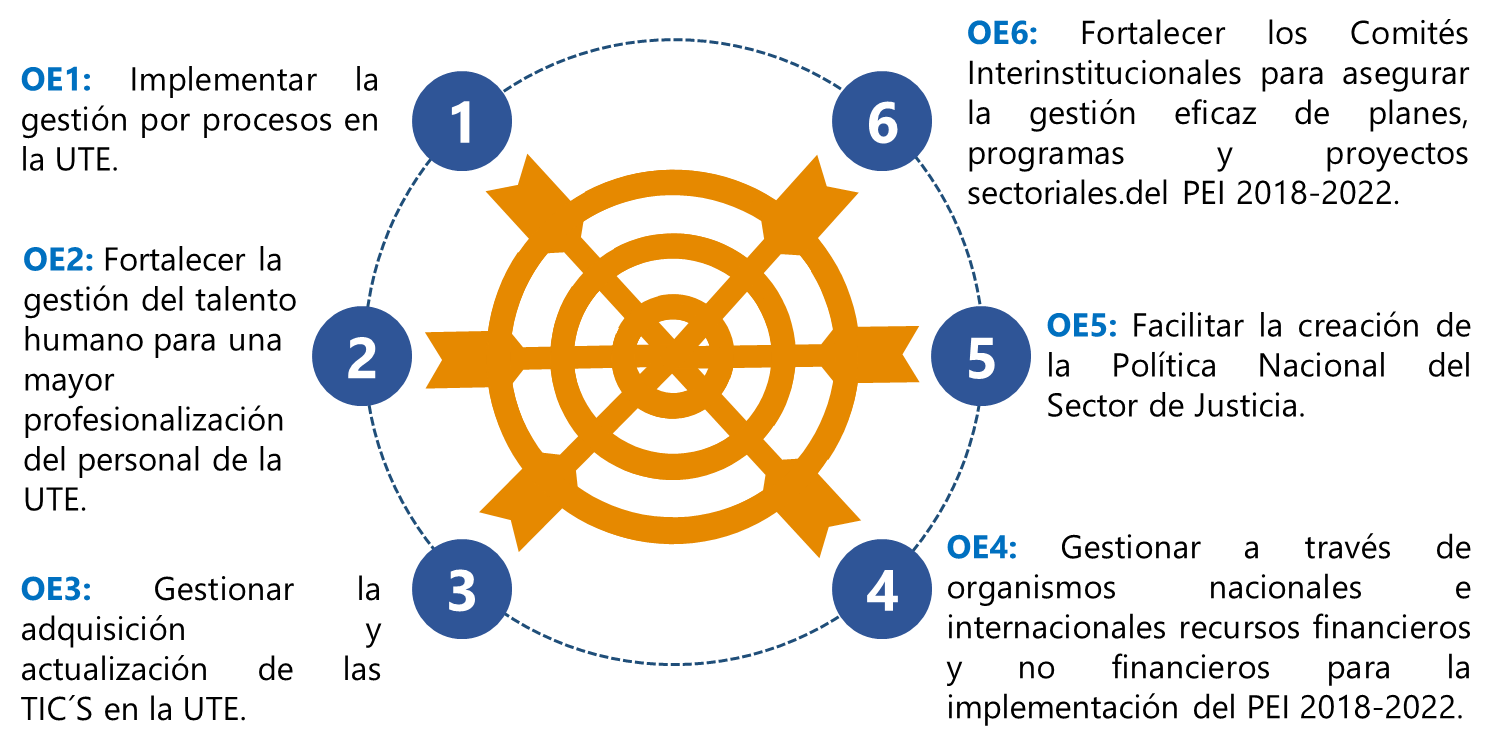 OE1: Implementar la
gestión por procesos en
la UTE.
1
OE2: Fortalecer la
gestión del talento
humano para una
mayor
profesionalización
del personal de la
UTE.
2
OE3: Gestionar la
adquisición y
actualización de las
TIC´S en la UTE.
3
4
OE4: Gestionar a través de
organismos nacionales e
internacionales recursos financieros
y no financieros para la
implementación del PEI 2018-2022.
5
OE5: Facilitar la creación de
la Política Nacional del
Sector de Justicia.
6
OE6: Fortalecer los Comités
Interinstitucionales para asegurar
la gestión eficaz de planes,
programas y proyectos
sectoriales.del PEI 2018-2022.